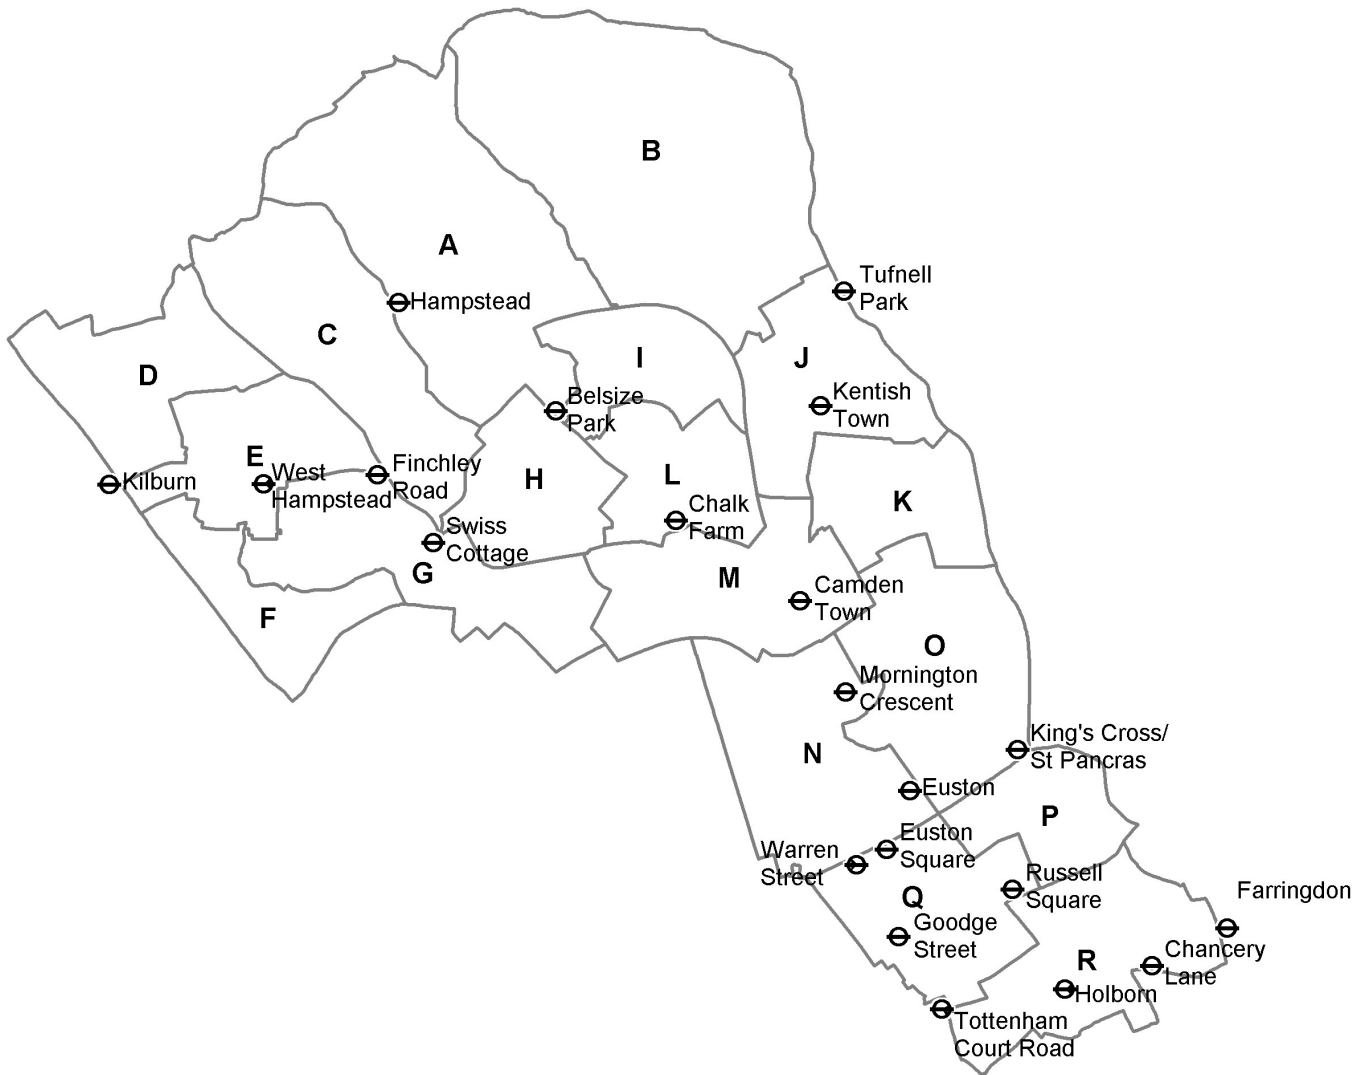 B
A
Hampstead
Tufnell
Park
C
I
J
D
Kentish
Town
Belsize
Park
E
West
Hampstead
Finchley
Road
H
L
Kilburn
K
Chalk
Farm
Swiss
Cottage
G
M
Camden
Town
F
O
Mornington
Crescent
King's Cross/
St Pancras
N
Euston
P
Euston
Square
Warren
Street
Russell
Square
Q
Farringdon
Goodge
Street
R
Chancery
Lane
Holborn
Tottenham
Court Road